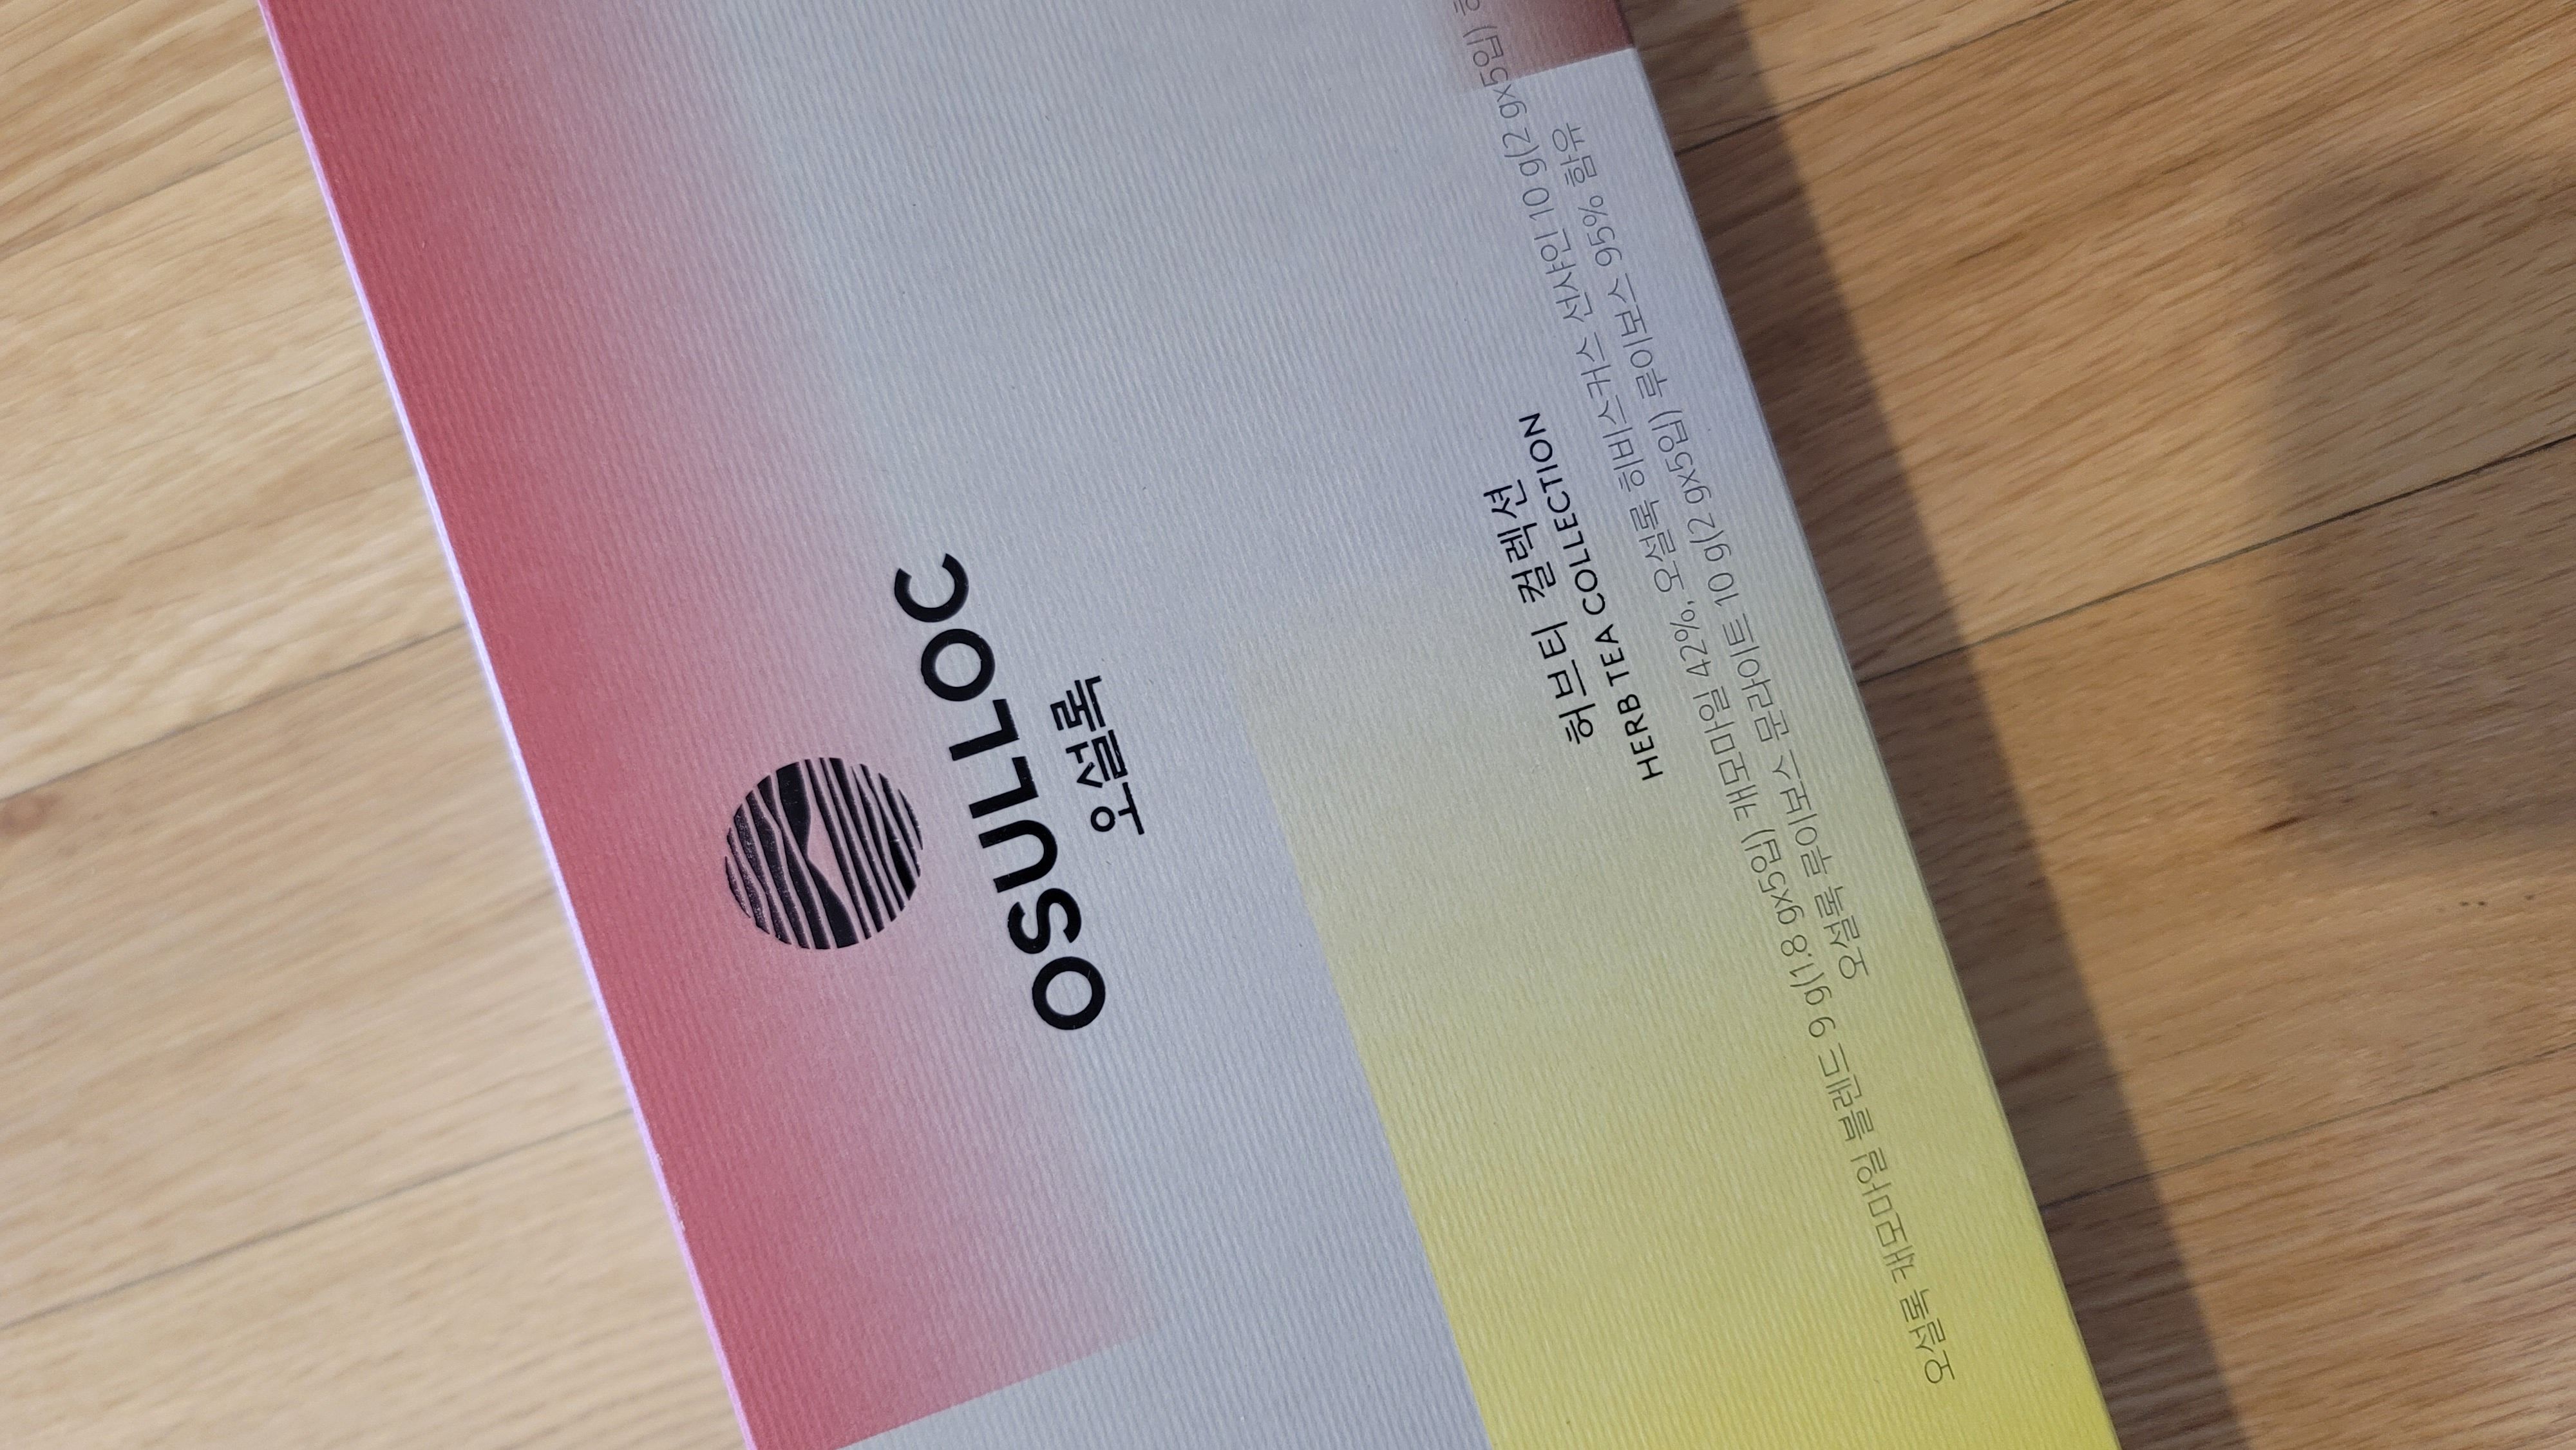 OSULLOC
오설록
허브티 컬렉션
HERB TEA COLLECTION
오설록 캐모마일 블렌드 9 g(1.8 gx5입) 캐모마일 42%, 오설록 히비스커스 선샤인 10 g(2 gx5입)
오설록 루이보스 문라이트 10 g(2 gx5입) 루이보스 95% 함유